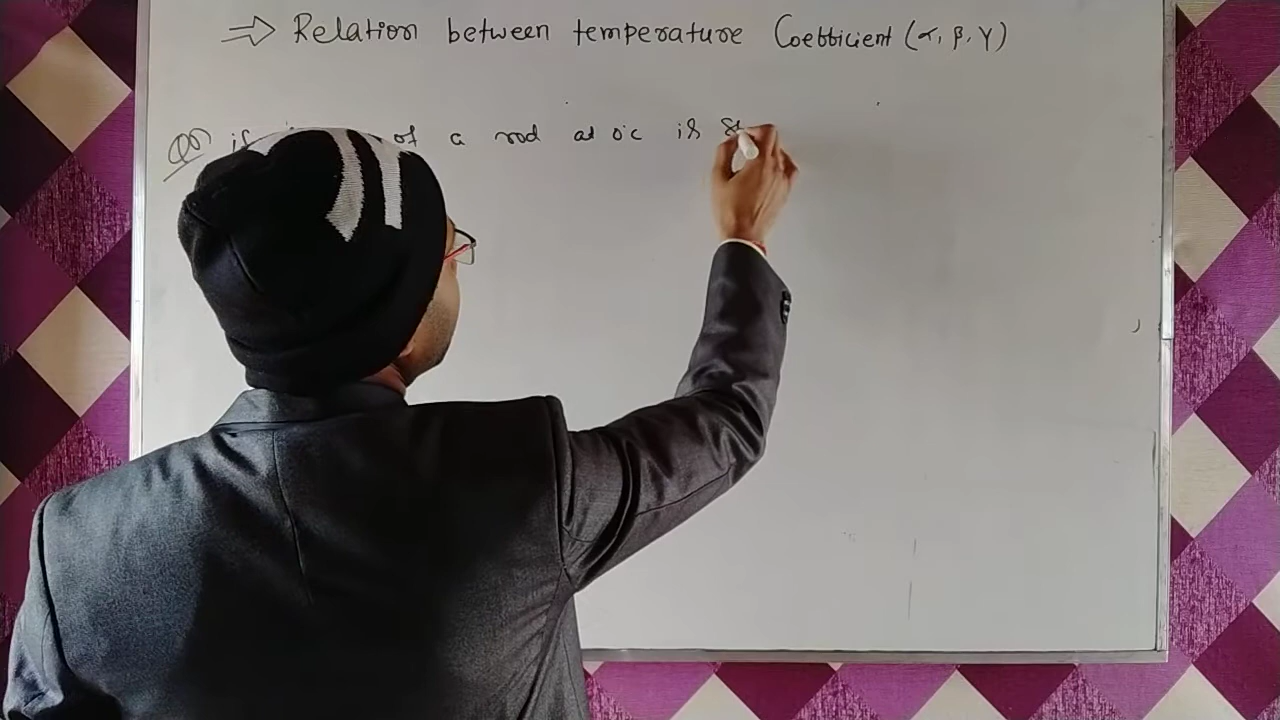 ⇒ Relation between temperature Coefficient (α, β, γ)
Q if of a rod at 0°c is